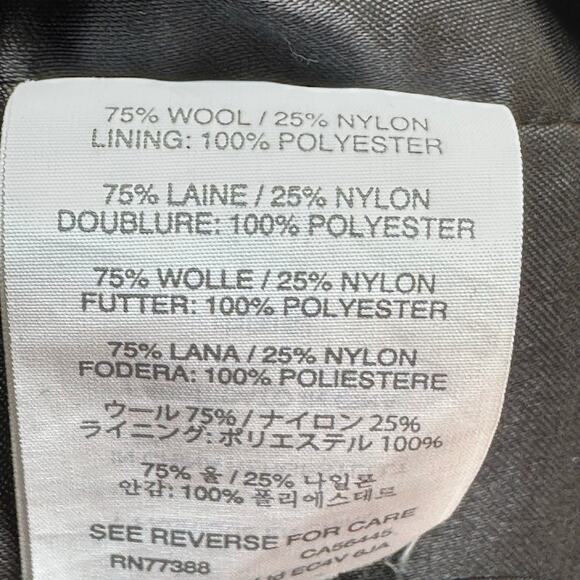 75% WOOL / 25% NYLON
LINING: 100% POLYESTER
75% LAINE / 25% NYLON
DOUBLURE: 100% POLYESTER
75% WOLLE / 25% NYLON
FUTTER: 100% POLYESTER
75% LANA / 25% NYLON
FODERA: 100% POLIESTERE
ウール 75% / ナイロン 25%
ライニング: ポリエステル 100%
75% 울 / 25% 나일론
안감: 100% 폴리에스테르
SEE REVERSE FOR CARE
RN77388 CA56445
Ltd EC4V 6JA